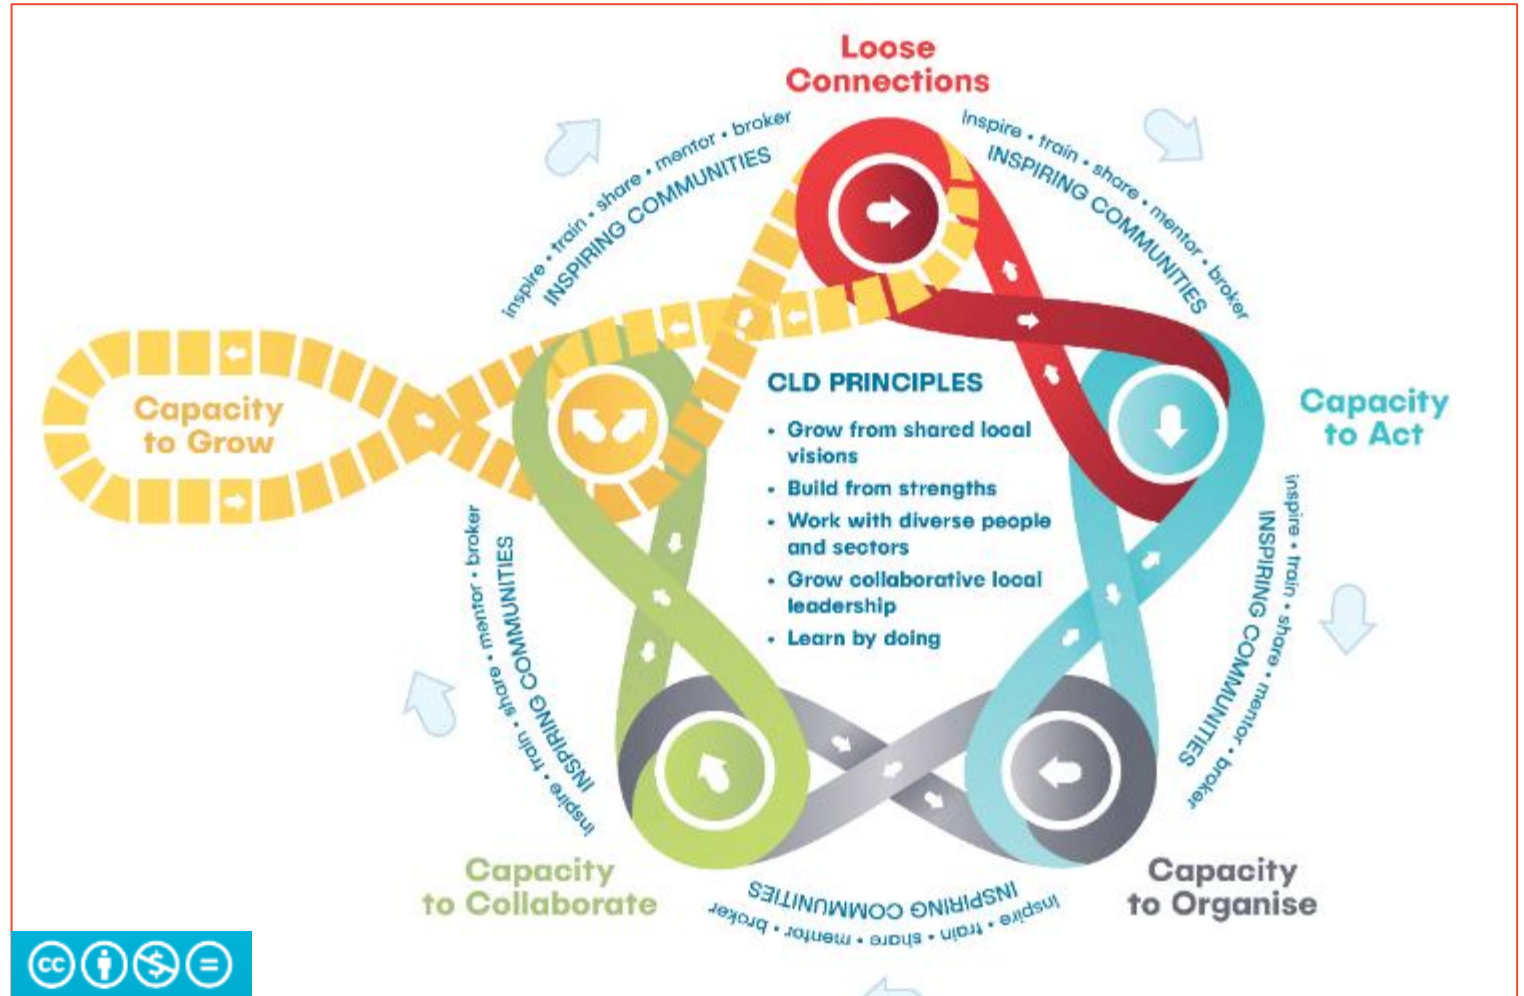 Loose
Connections
inspire • train • share • mentor • broker
INSPIRING COMMUNITIES
Inspire • train • share • mentor • broker
INSPIRING COMMUNITIES
Capacity
to Grow
CLD PRINCIPLES
• Grow from shared local
visions
• Build from strengths
• Work with diverse people
and sectors
• Grow collaborative local
leadership
• Learn by doing
Capacity
to Act
inspire • train • share • mentor • broker
INSPIRING COMMUNITIES
inspire • train • share • mentor • broker
INSPIRING COMMUNITIES
Capacity
to Collaborate
Capacity
to Organise
INSPIRING COMMUNITIES
inspire • train • share • mentor • broker
cc